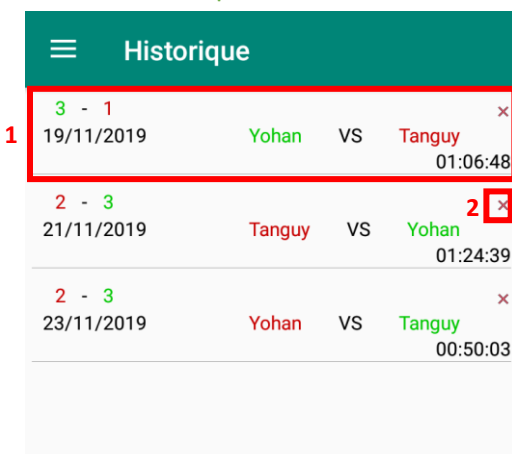 Historique
3 - 1
1
19/11/2019 Yohan VS Tanguy
01:06:48
2 - 3
2
21/11/2019 Tanguy VS Yohan
01:24:39
2 - 3
23/11/2019 Yohan VS Tanguy
00:50:03